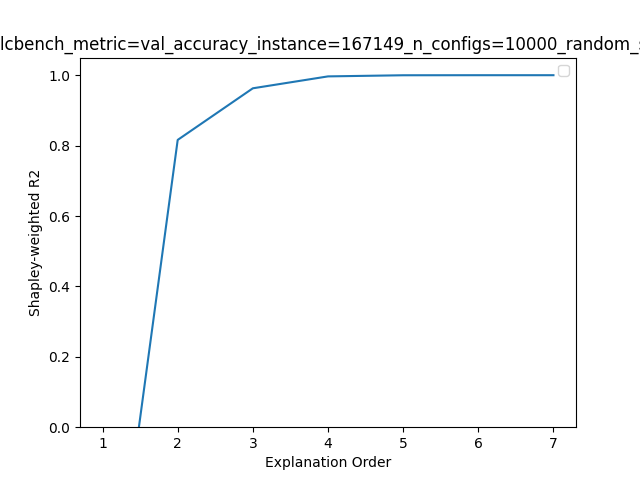 lcbench_metric=val_accuracy_instance=167149_n_configs=10000_random_
1.0
0.8
0.6
0.4
0.2
0.0
Shapley-weighted R2
1 2 3 4 5 6 7
Explanation Order